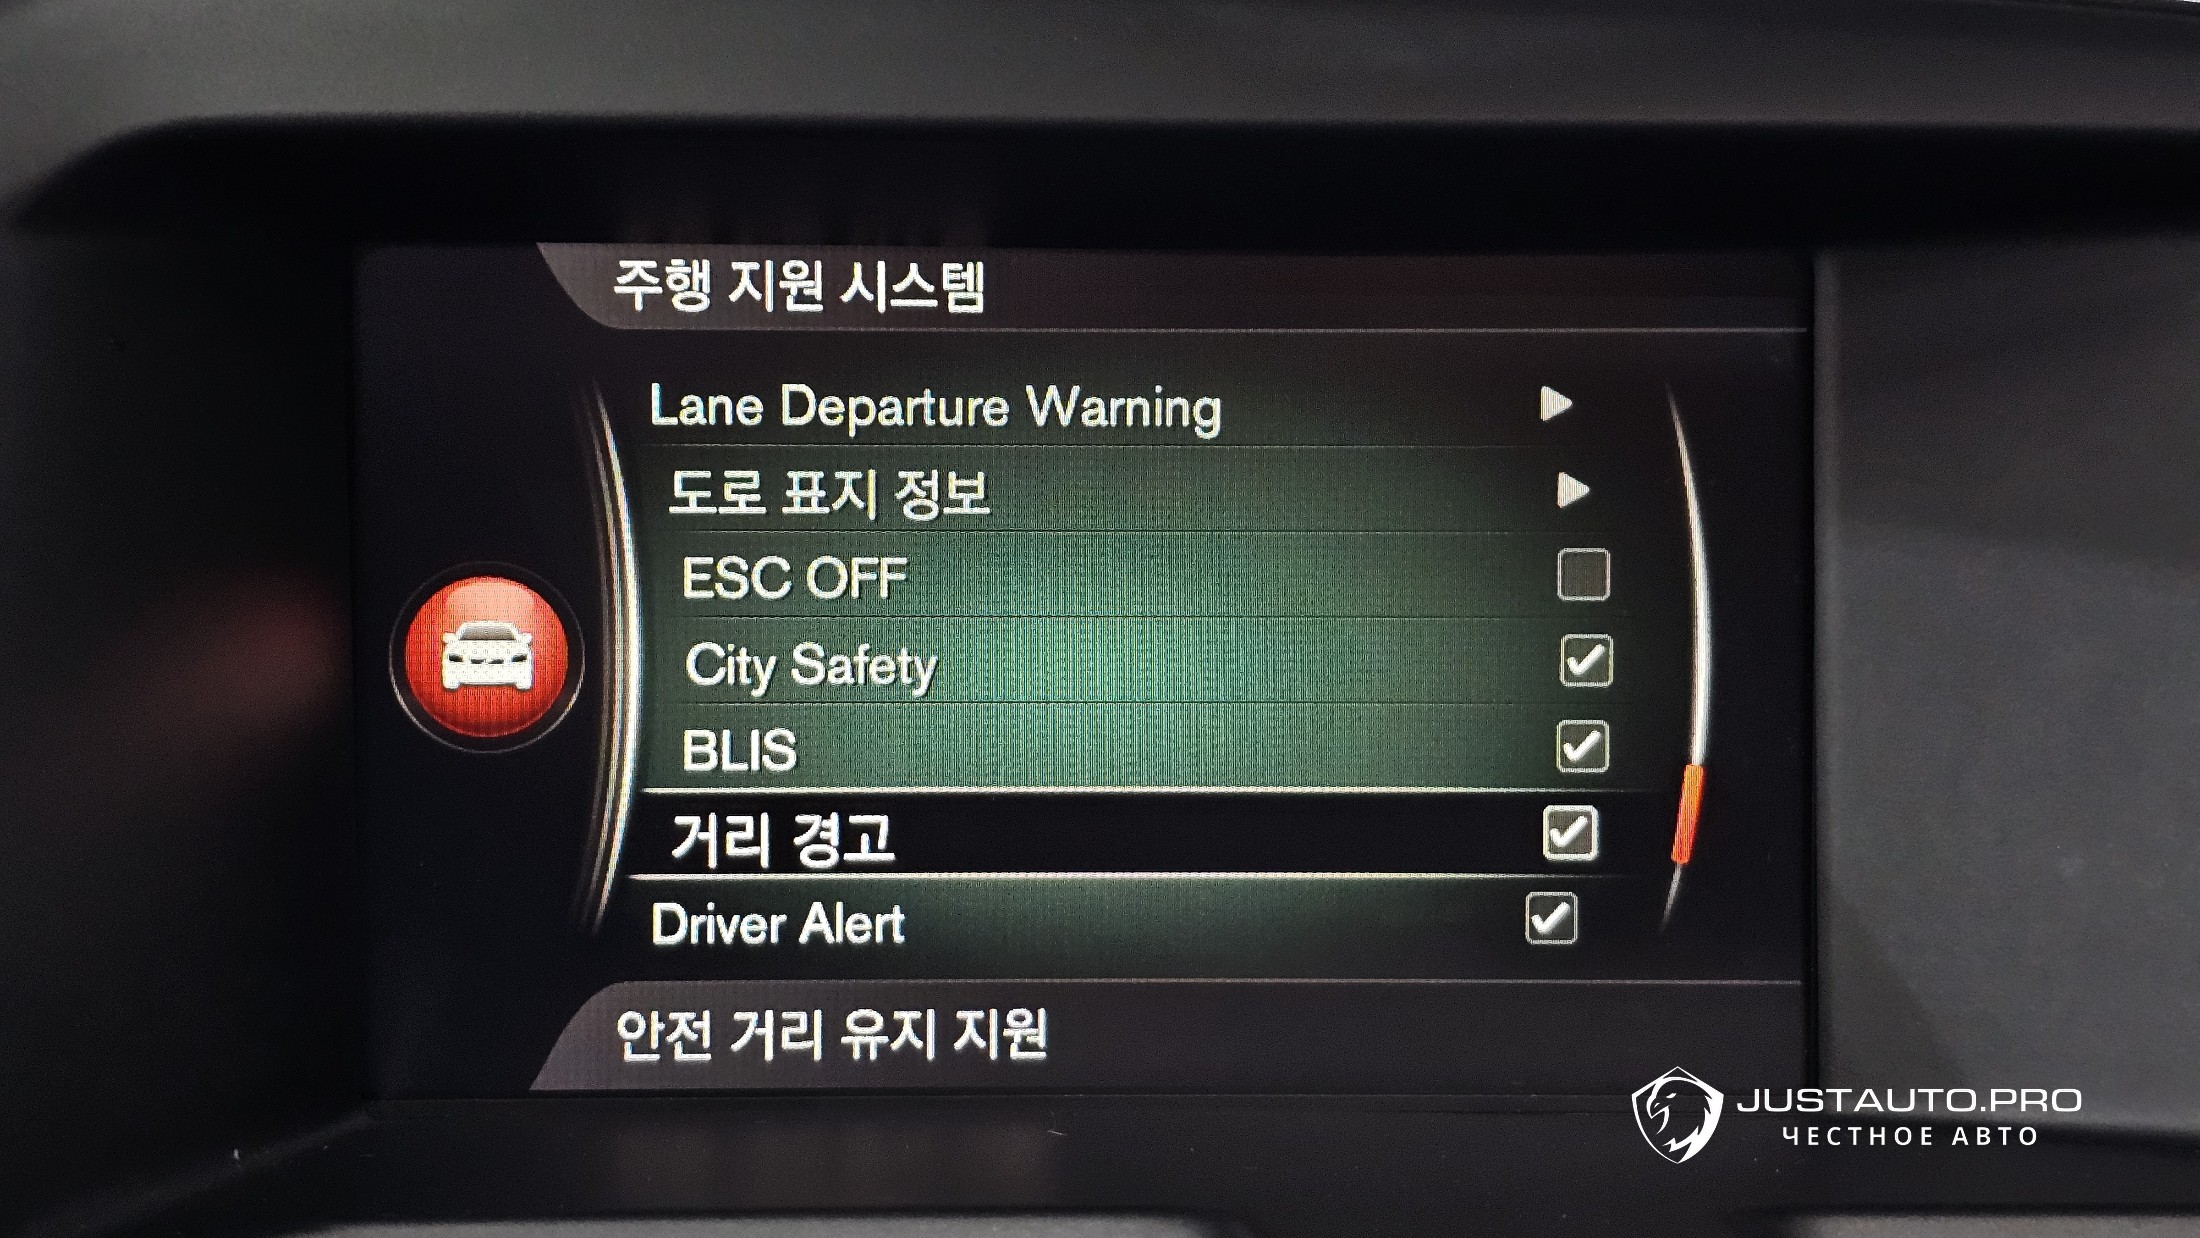 주행 지원 시스템
Lane Departure Warning
도로 표지 정보
ESC OFF
City Safety
BLIS
거리 경고
Driver Alert
안전 거리 유지 지원
JUSTAUTO.PRO
ЧЕСТНОЕ АВТО